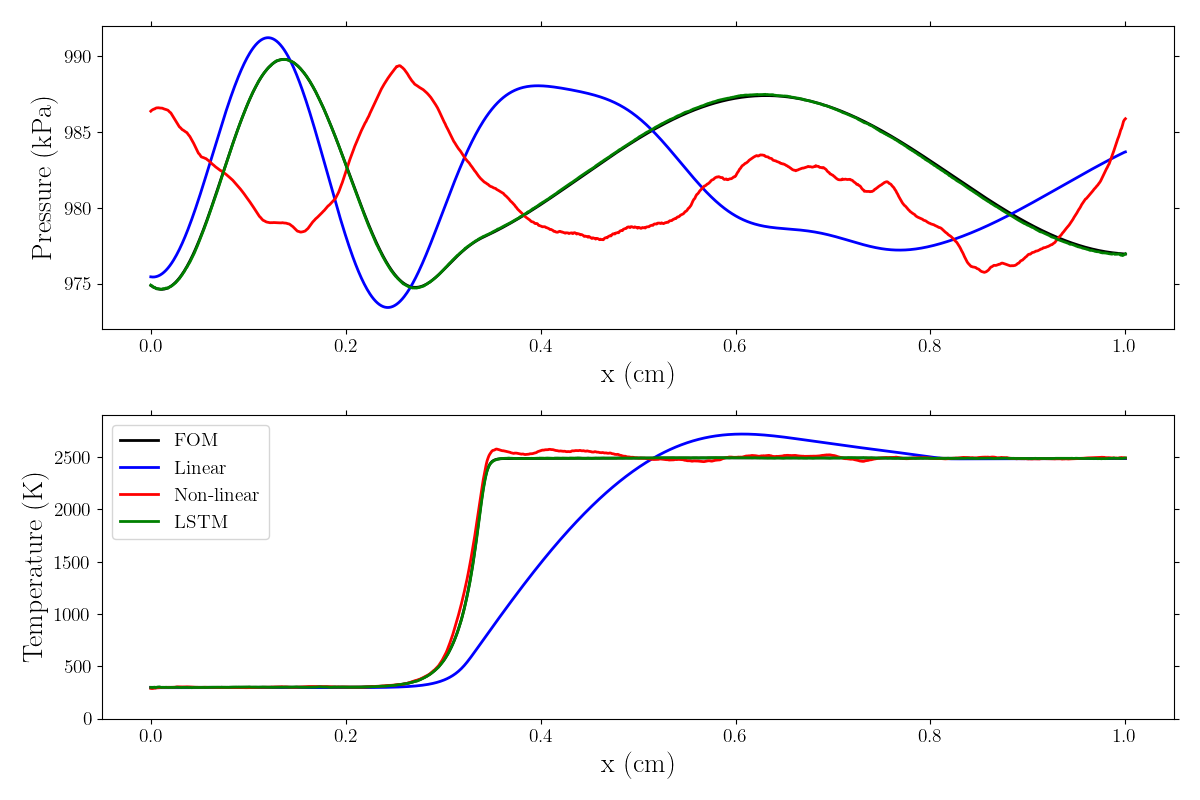 990
985
980
975
Pressure (kPa)
0.0 0.2 0.4 0.6 0.8 1.0
x (cm)
FOM
Linear
Non-linear
LSTM
2500
2000
1500
1000
500
0
Temperature (K)
0.0 0.2 0.4 0.6 0.8 1.0
x (cm)